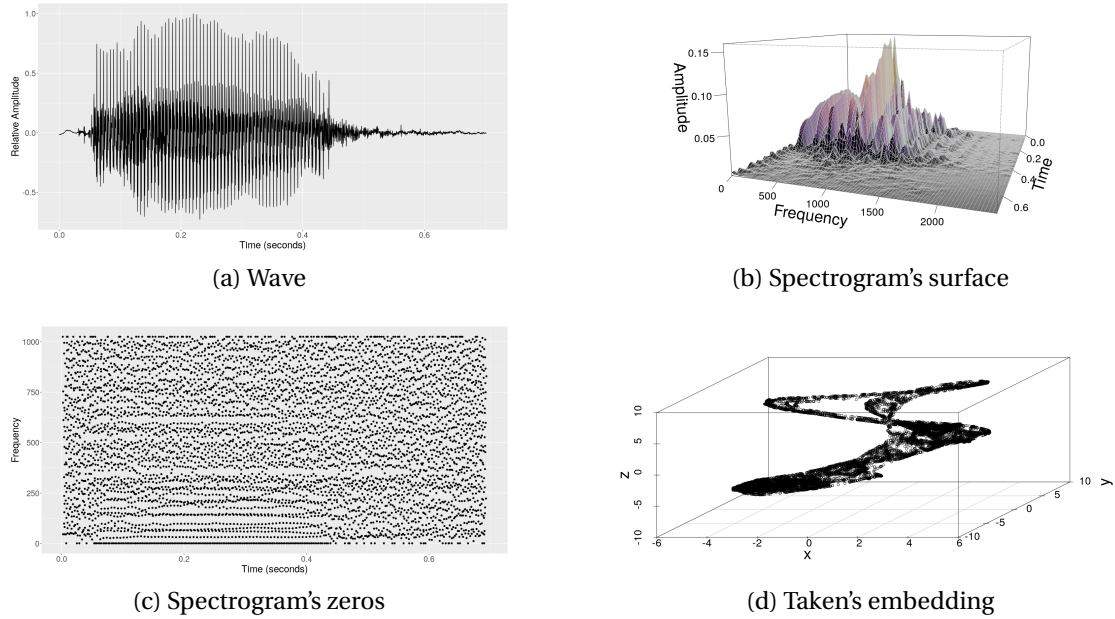 1.0
0.5
0.0
-0.5
Relative Amplitude
0.0 0.2 0.4 0.6
Time (seconds)
(a) Wave
0.15
0.10
0.05
Amplitude
0 500 1000 1500 2000
Frequency
0.0
0.2
0.4
0.6
Time
(b) Spectrogram's surface
1000
750
500
250
0
Frequency
0.0 0.2 0.4 0.6
Time (seconds)
(c) Spectrogram's zeros
10
5
0
-5
-10
z
-6 -4 -2 0 2 4 6
x
-10
-5
0
5
10
y
(d) Taken's embedding